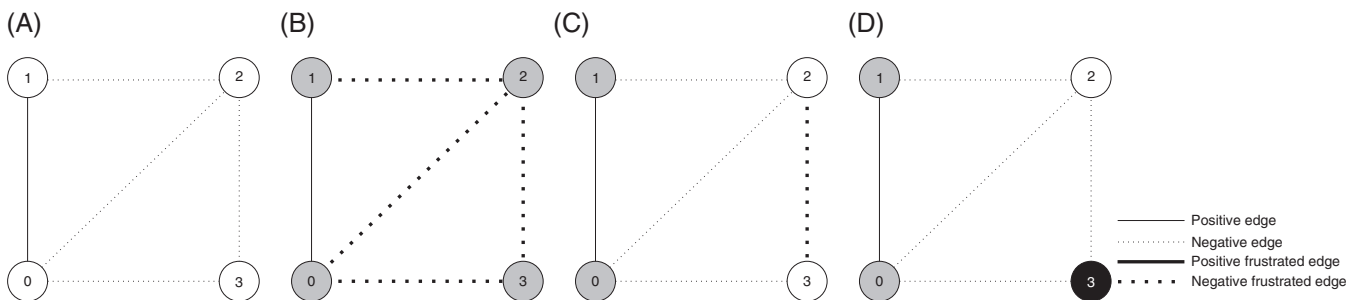 (A)
(B)
(C)
(D)
1
2
1
2
1
2
1
2
0
3
0
3
0
3
0
3
Positive edge
Negative edge
Positive frustrated edge
Negative frustrated edge